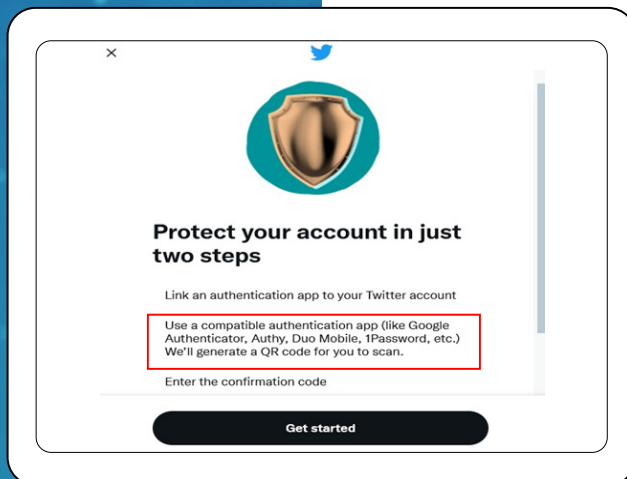 Protect your account in just
two steps
Link an authentication app to your Twitter account
Use a compatible authentication app (like Google
Authenticator, Authy, Duo Mobile, 1Password, etc.)
We'll generate a QR code for you to scan.
Enter the confirmation code
Get started